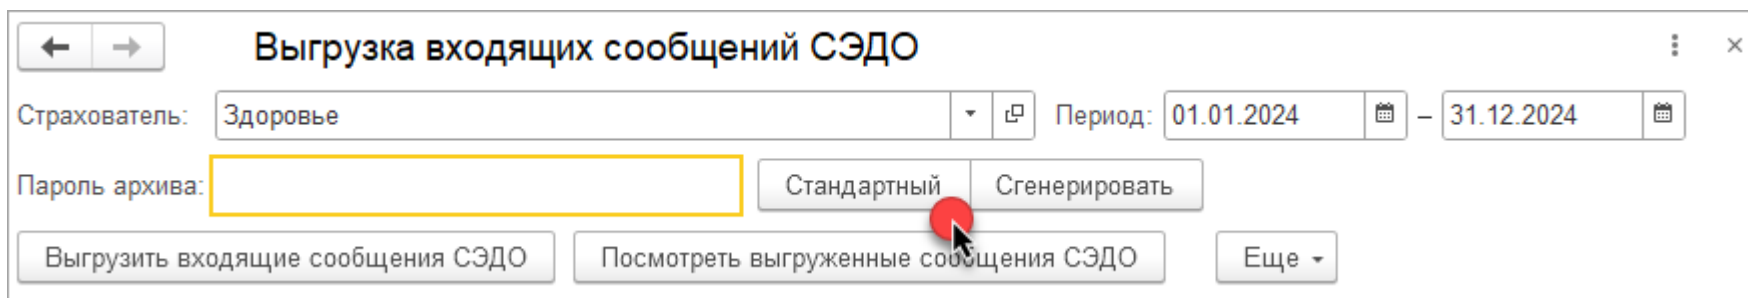 Выгрузка входящих сообщений СЭДО
Страхователь: Здоровье Период: 01.01.2024 – 31.12.2024
Пароль архива: Стандартный Сгенерировать
Выгрузить входящие сообщения СЭДО Посмотреть выгруженные сообщения СЭДО Еще